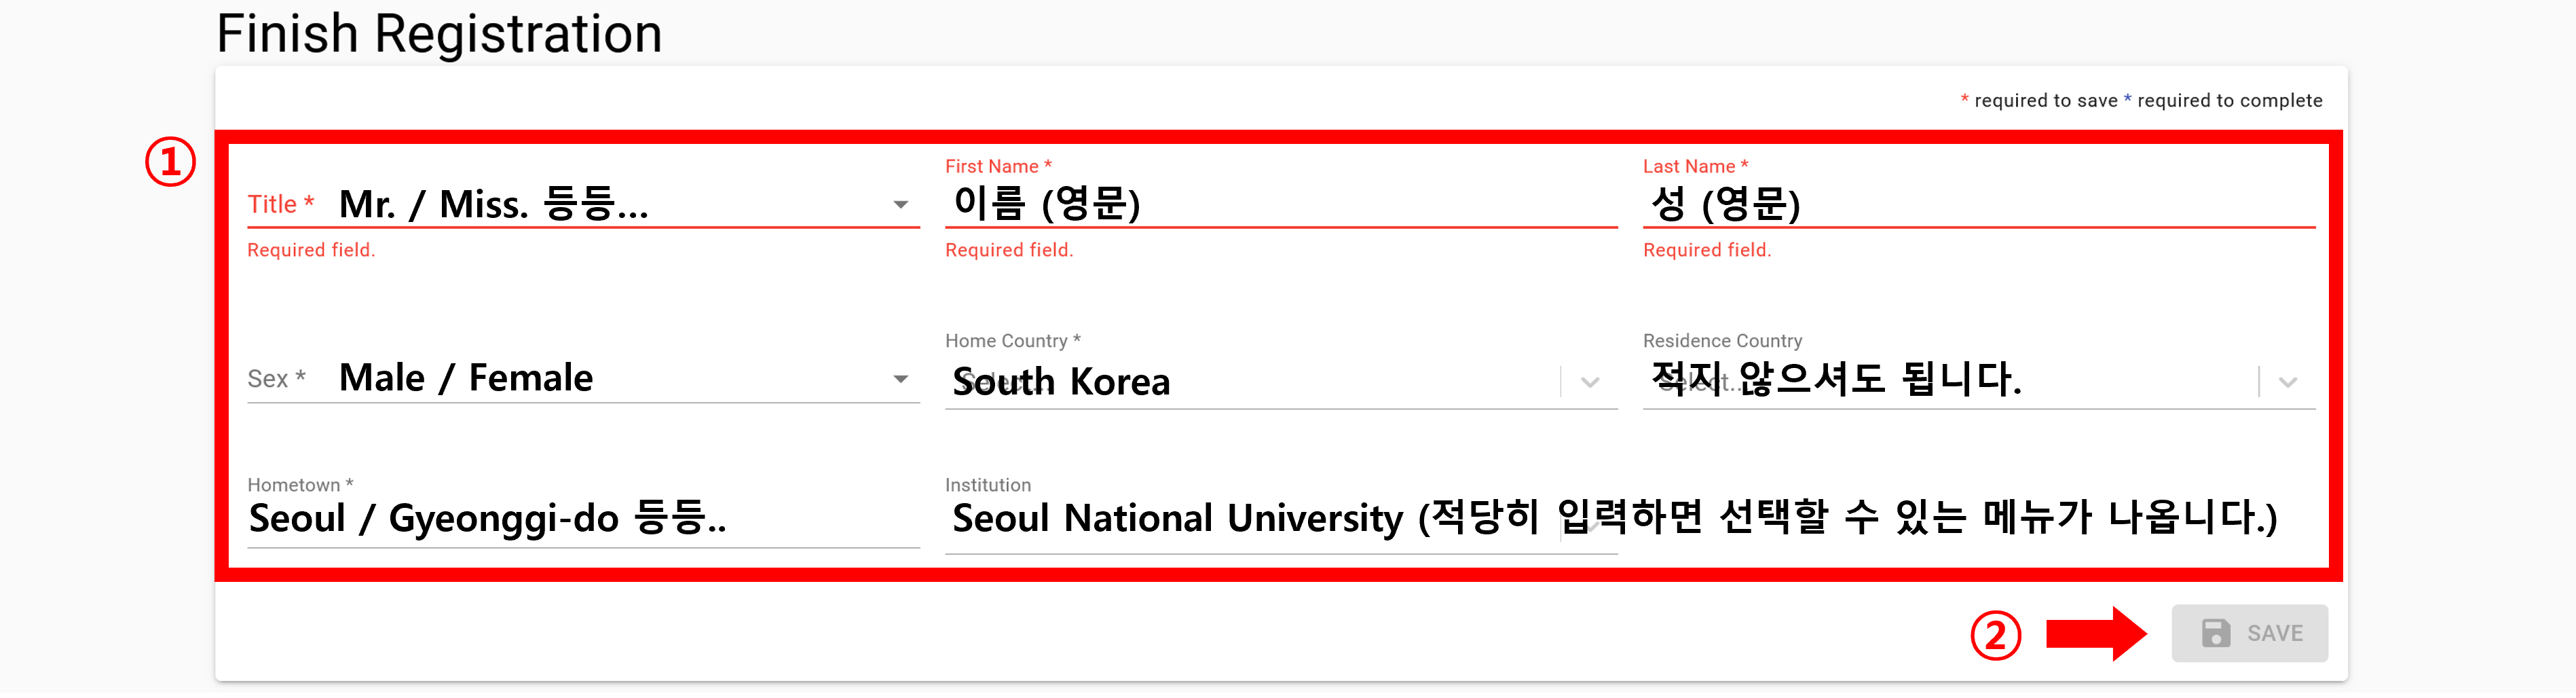 Finish Registration
* required to save * required to complete
①
Title * Mr. / Miss. 등등...
Required field.
First Name *
이름 (영문)
Required field.
Last Name *
성 (영문)
Required field.
Sex * Male / Female
Home Country *
Select...
South Korea
Residence Country
Select...
적지 않으셔도 됩니다.
Hometown *
Seoul / Gyeonggi-do 등등..
Institution
Seoul National University (적당히 입력하면 선택할 수 있는 메뉴가 나옵니다.)
②
SAVE